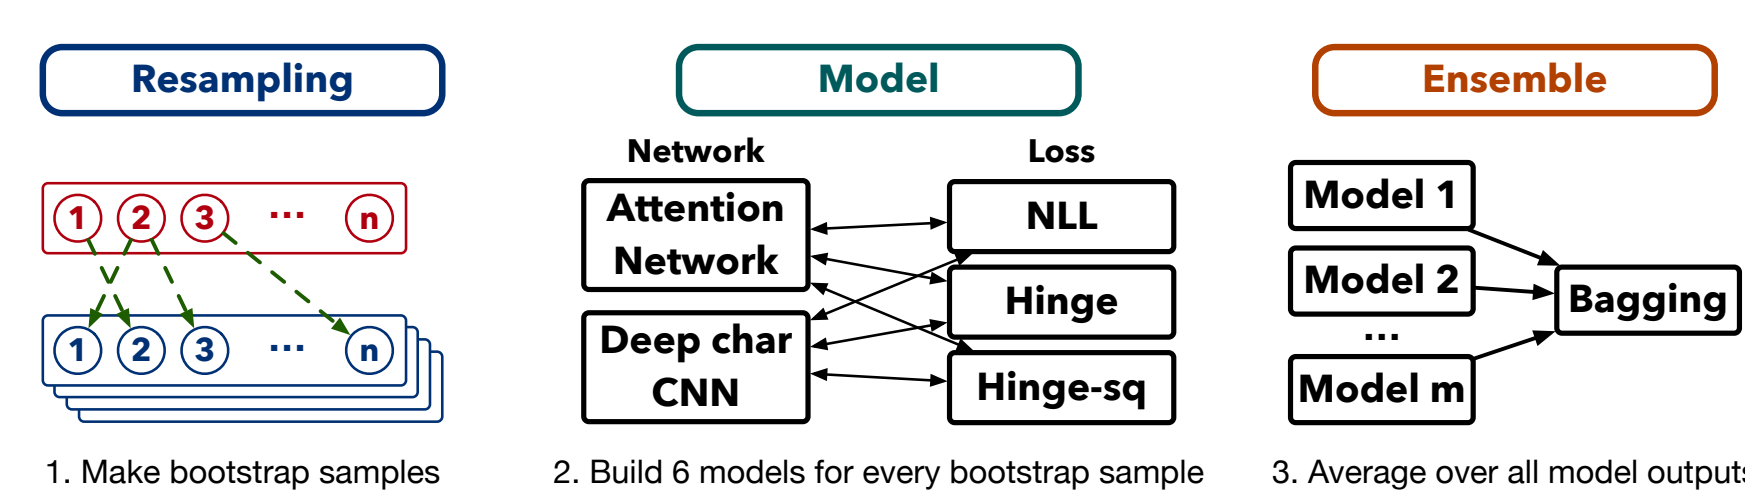 Resampling
1 2 3 ... n
1 2 3 ... n
1. Make bootstrap samples
Model
Network
Loss
Attention
Network
Deep char
CNN
NLL
Hinge
Hinge-sq
2. Build 6 models for every bootstrap sample
Ensemble
Model 1
Model 2
...
Model m
Bagging
3. Average over all model outputs